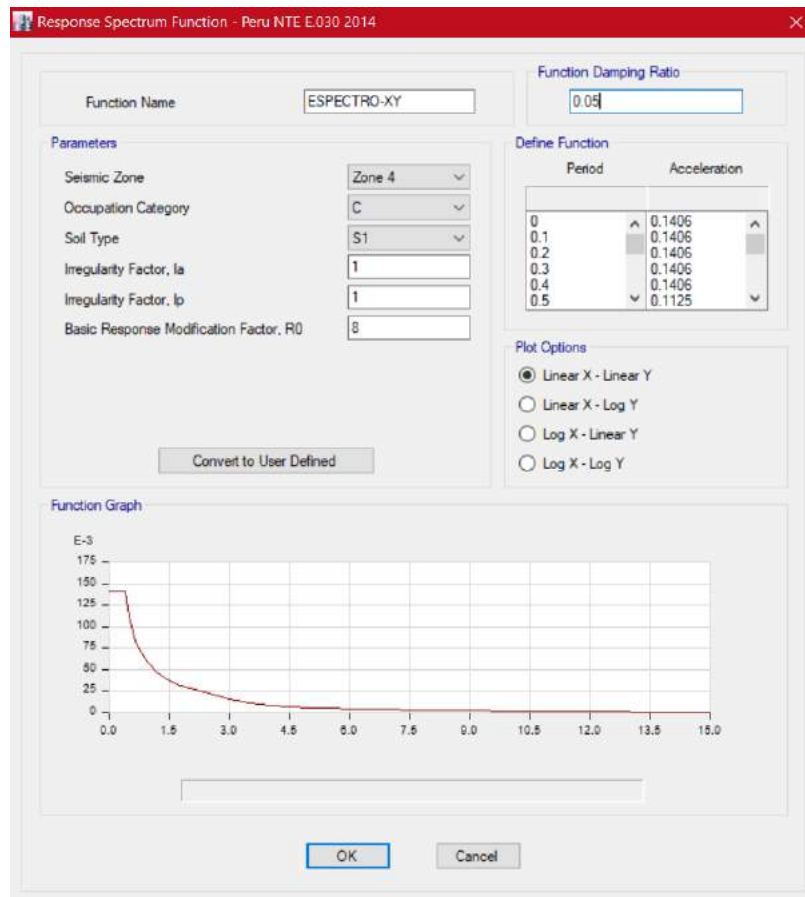 Response Spectrum Function - Peru NTE E.030 2014
Function Name
ESPECTRO-XY
Function Damping Ratio
0.05
Parameters
Seismic Zone
Zone 4
Occupation Category
C
Soil Type
S1
Irregularity Factor, Ia
1
Irregularity Factor, Ip
1
Basic Response Modification Factor, R0
8
Convert to User Defined
Define Function
Period Acceleration
0 0.1406
0.1 0.1406
0.2 0.1406
0.3 0.1406
0.4 0.1406
0.5 0.1125
Plot Options
Linear X - Linear Y
Linear X - Log Y
Log X - Linear Y
Log X - Log Y
Function Graph
E-3
175
150
125
100
75
50
25
0
0.0 1.5 3.0 4.5 6.0 7.5 9.0 10.5 12.0 13.5 15.0
OK Cancel